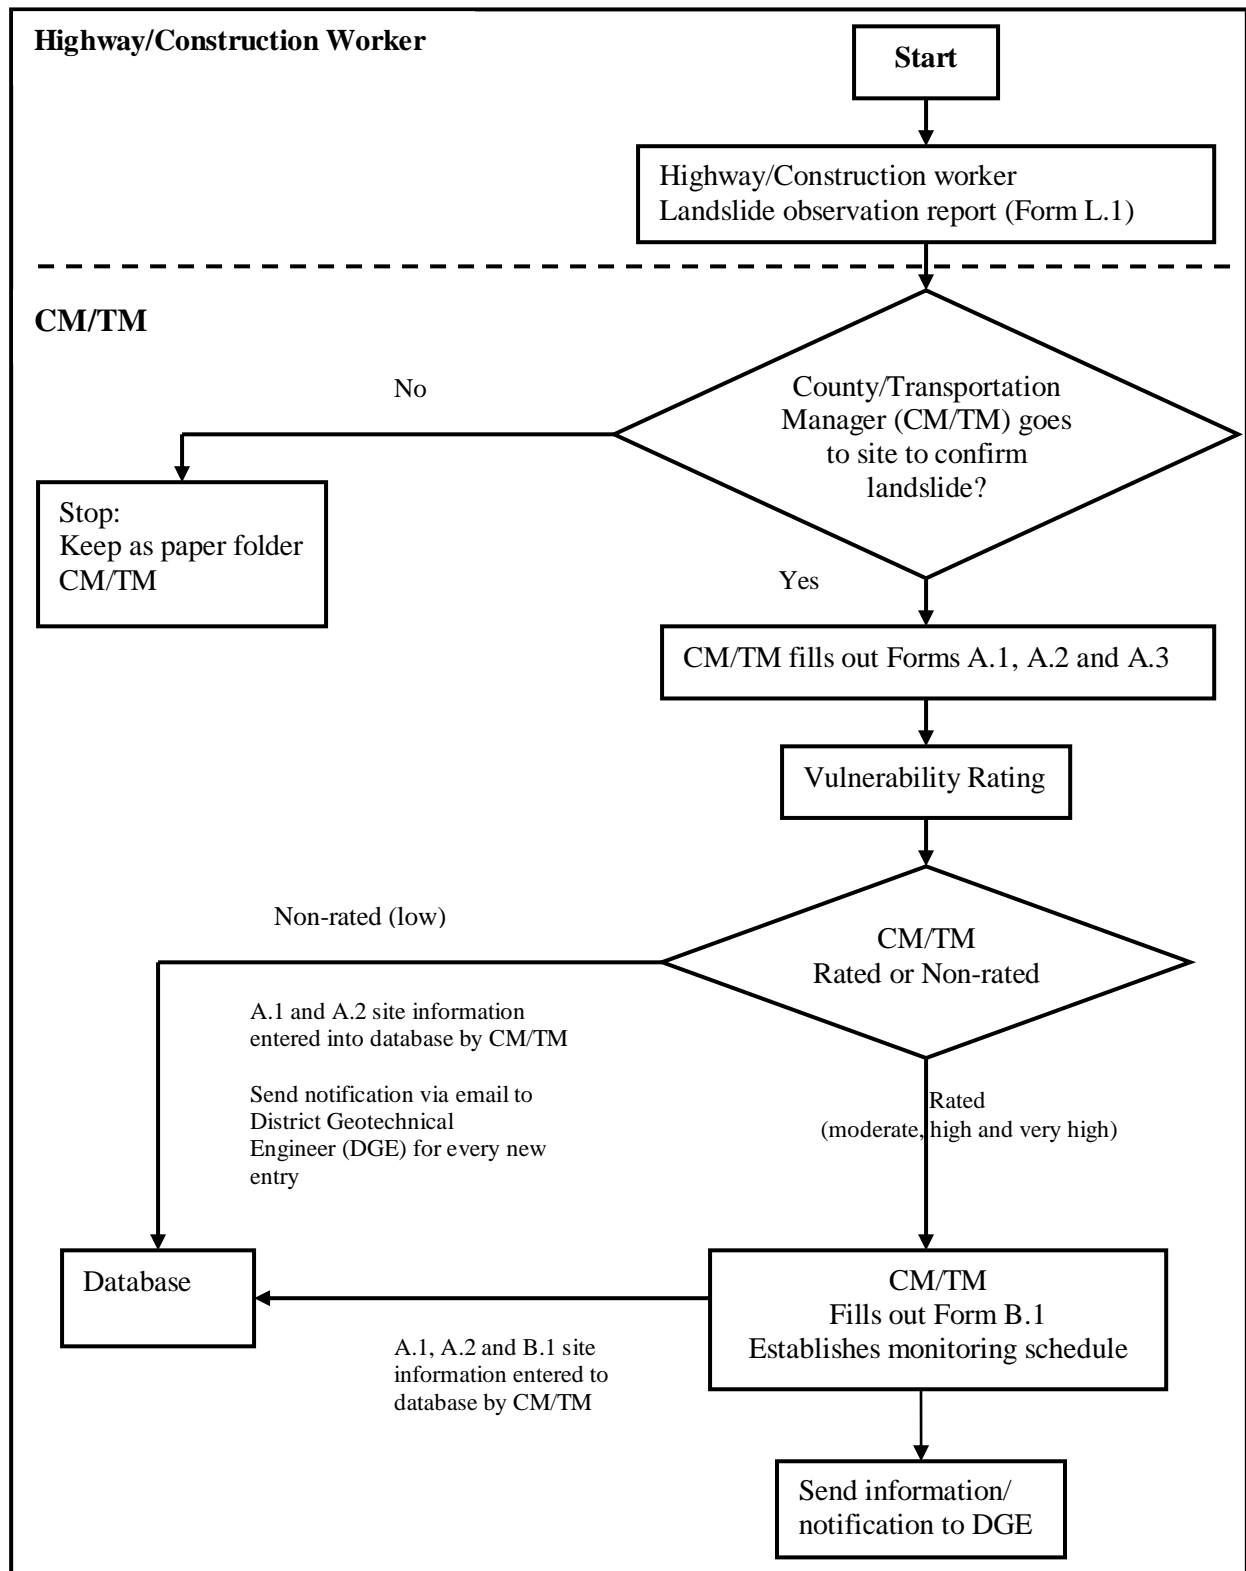 Highway/Construction Worker
Start
Highway/Construction worker
Landslide observation report (Form L.1)
CM/TM
No
County/Transportation
Manager (CM/TM) goes
to site to confirm
landslide?
Stop:
Keep as paper folder
CM/TM
Yes
CM/TM fills out Forms A.1, A.2 and A.3
Vulnerability Rating
Non-rated (low)
CM/TM
Rated or Non-rated
A.1 and A.2 site information
entered into database by CM/TM
Send notification via email to
District Geotechnical
Engineer (DGE) for every new
entry
Rated
(moderate, high and very high)
Database
CM/TM
Fills out Form B.1
Establishes monitoring schedule
A.1, A.2 and B.1 site
information entered to
database by CM/TM
Send information/
notification to DGE